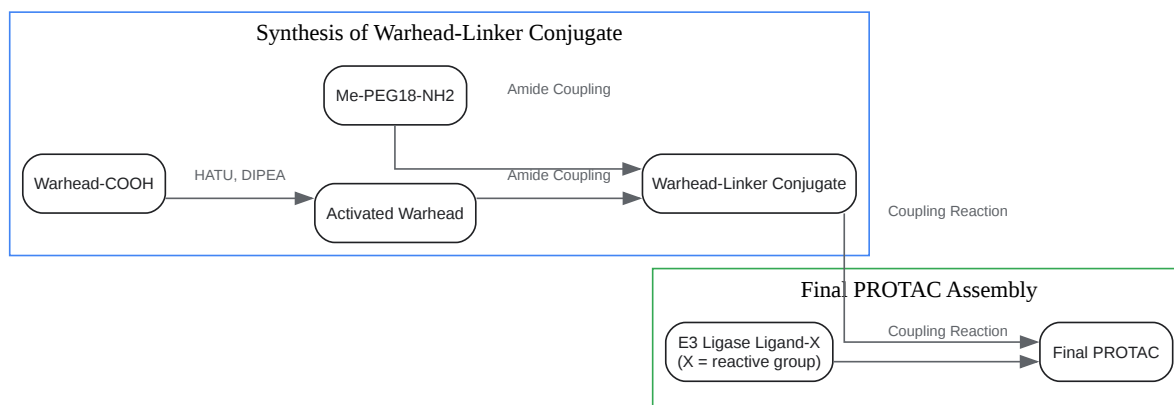 Synthesis of Warhead-Linker Conjugate
Me-PEG18-NH2
Amide Coupling
Warhead-COOH
HATU, DIPEA
Activated Warhead
Amide Coupling
Warhead-Linker Conjugate
Coupling Reaction
Final PROTAC Assembly
E3 Ligase Ligand-X
(X = reactive group)
Coupling Reaction
Final PROTAC